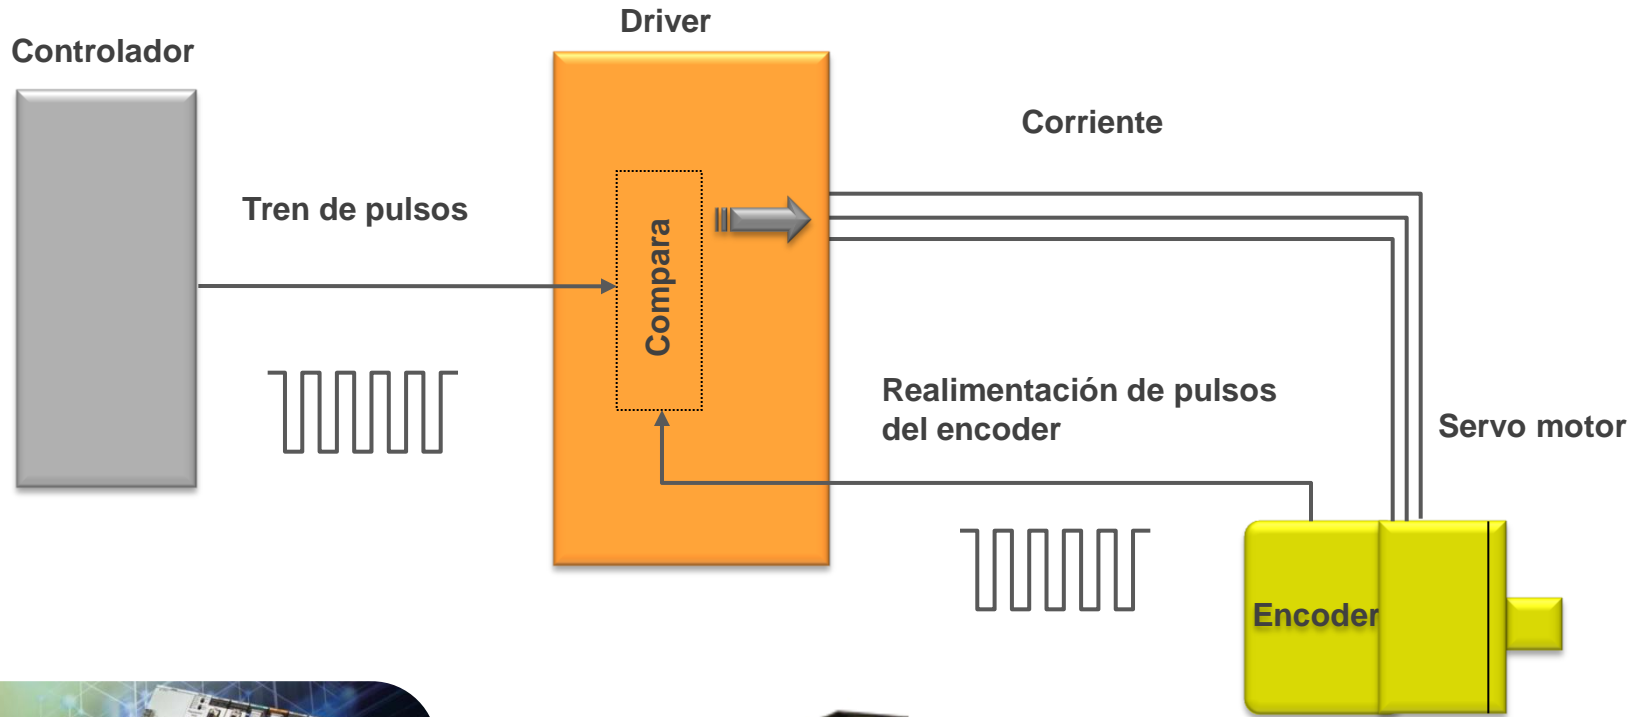 Driver
Controlador
Corriente
Tren de pulsos
Compara
Realimentación de pulsos
del encoder
Servo motor
Encoder